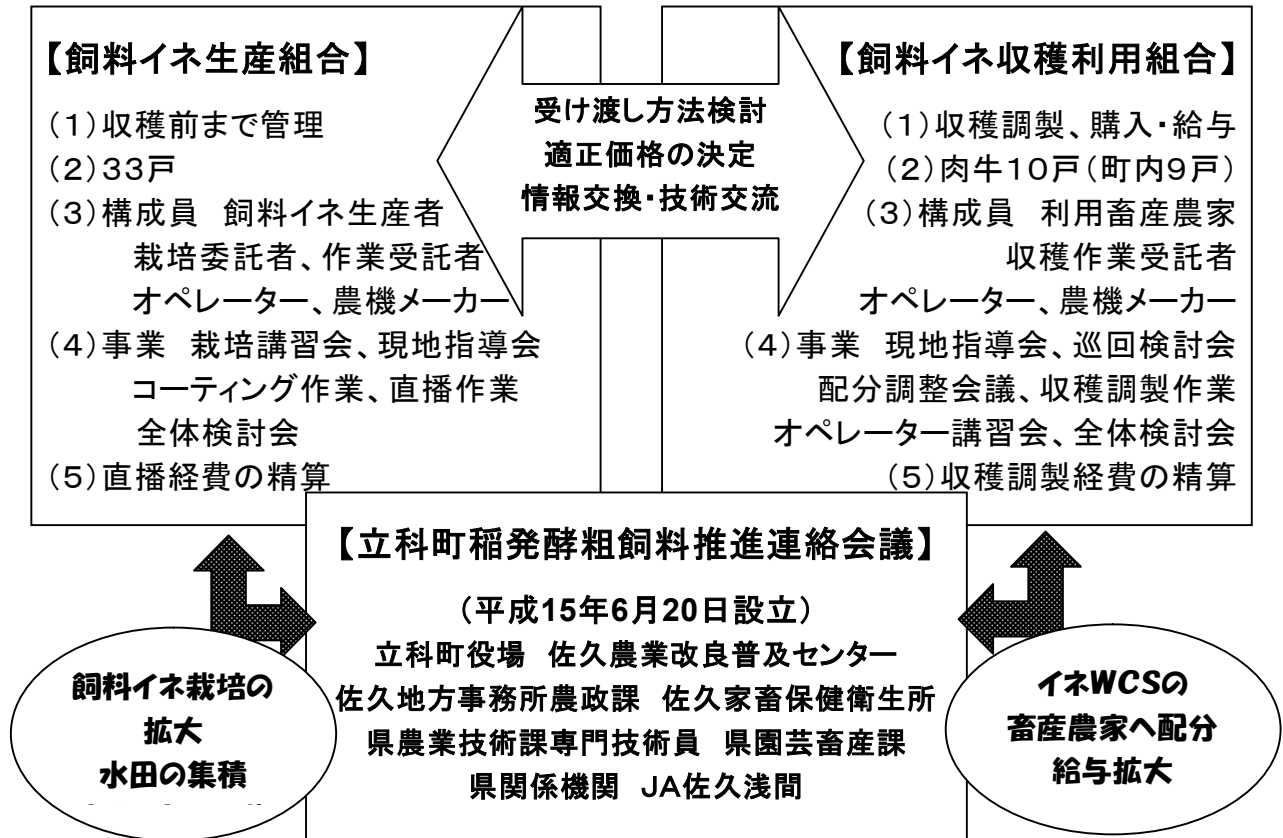 【飼料イネ生産組合】
(1)収穫前まで管理
(2)33戸
(3)構成員 飼料イネ生産者
栽培委託者、作業受託者
オペレーター、農機メーカー
(4)事業 栽培講習会、現地指導会
コーティング作業、直播作業
全体検討会
(5)直播経費の精算
受け渡し方法検討
適正価格の決定
情報交換・技術交流
【飼料イネ収穫利用組合】
(1)収穫調製、購入・給与
(2)肉牛10戸(町内9戸)
(3)構成員 利用畜産農家
収穫作業受託者
オペレーター、農機メーカー
(4)事業 現地指導会、巡回検討会
配分調整会議、収穫調製作業
オペレーター講習会、全体検討会
(5)収穫調製経費の精算
【立科町稲発酵粗飼料推進連絡会議】
(平成15年6月20日設立)
立科町役場 佐久農業改良普及センター
佐久地方事務所農政課 佐久家畜保健衛生所
県農業技術課専門技術員 県園芸畜産課
県関係機関 JA佐久浅間
飼料イネ栽培の
拡大
水田の集積
イネWCSの
畜産農家へ配分
給与拡大